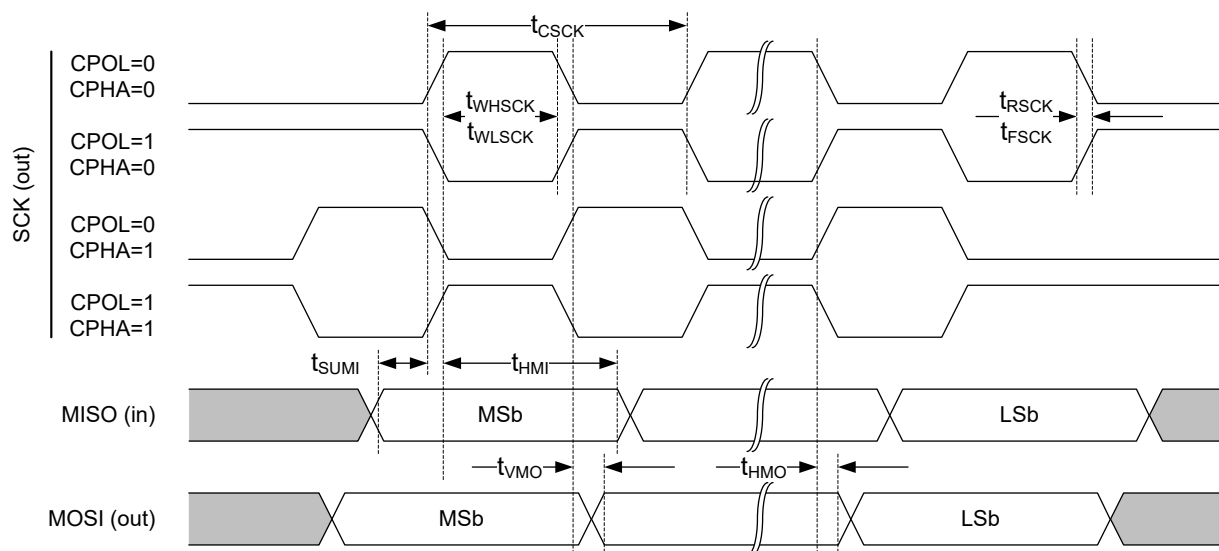 tCSCK
CPOL=0
CPHA=0
tWHSCK
tWLSCK
tRSCK
tFSCK
CPOL=1
CPHA=0
SCK (out)
CPOL=0
CPHA=1
CPOL=1
CPHA=1
tSUMI
tHMI
MISO (in)
MSb
LSb
tVMO
tHMO
MOSI (out)
MSb
LSb